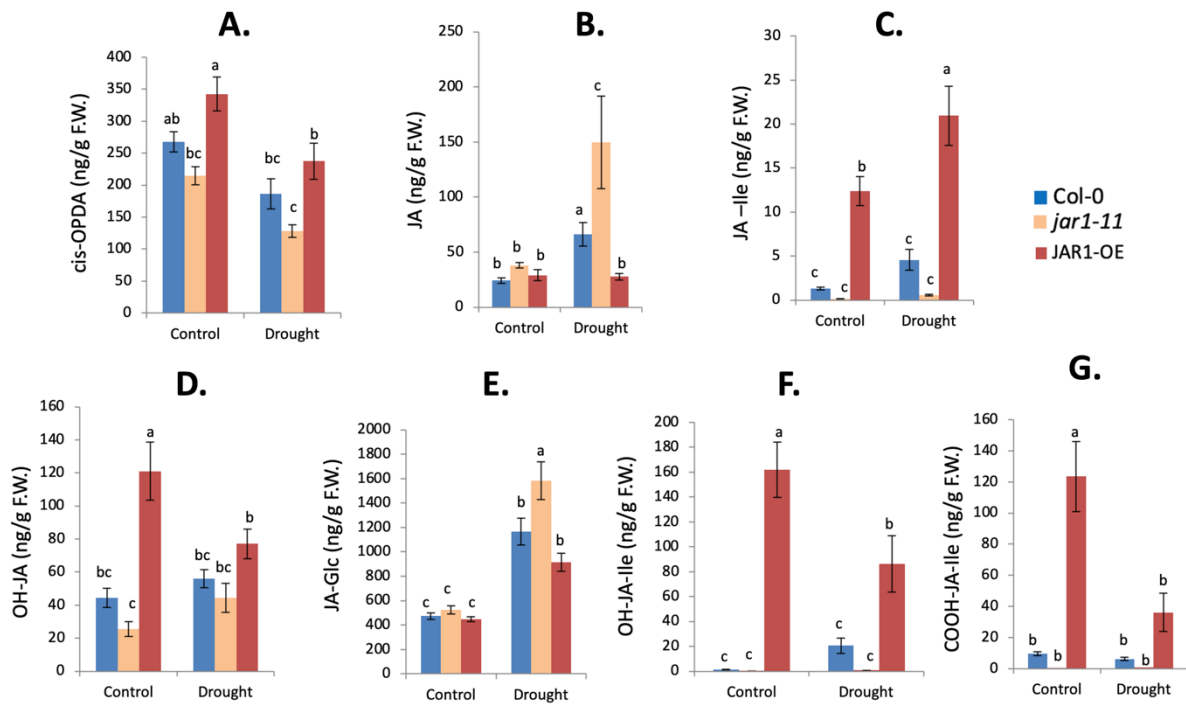 A.
cis-OPDA (ng/g F.W.)
400
350
300
250
200
150
100
50
0
ab
bc
a
bc
c
b
Control
Drought
B.
JA (ng/g F.W.)
250
200
150
100
50
0
b
b
b
a
c
b
Control
Drought
C.
JA –Ile (ng/g F.W.)
30
25
20
15
10
5
0
c
c
b
c
c
a
Control
Drought
Col-0
jar1-11
JAR1-OE
D.
OH-JA (ng/g F.W.)
160
140
120
100
80
60
40
20
0
bc
c
a
bc
bc
b
Control
Drought
E.
JA-Glc (ng/g F.W.)
2000
1800
1600
1400
1200
1000
800
600
400
200
0
c
c
c
b
a
b
Control
Drought
F.
OH-JA-Ile (ng/g F.W.)
200
180
160
140
120
100
80
60
40
20
0
c
c
a
c
c
b
Control
Drought
G.
COOH-JA-Ile (ng/g F.W.)
160
140
120
100
80
60
40
20
0
b
b
a
b
b
b
Control
Drought